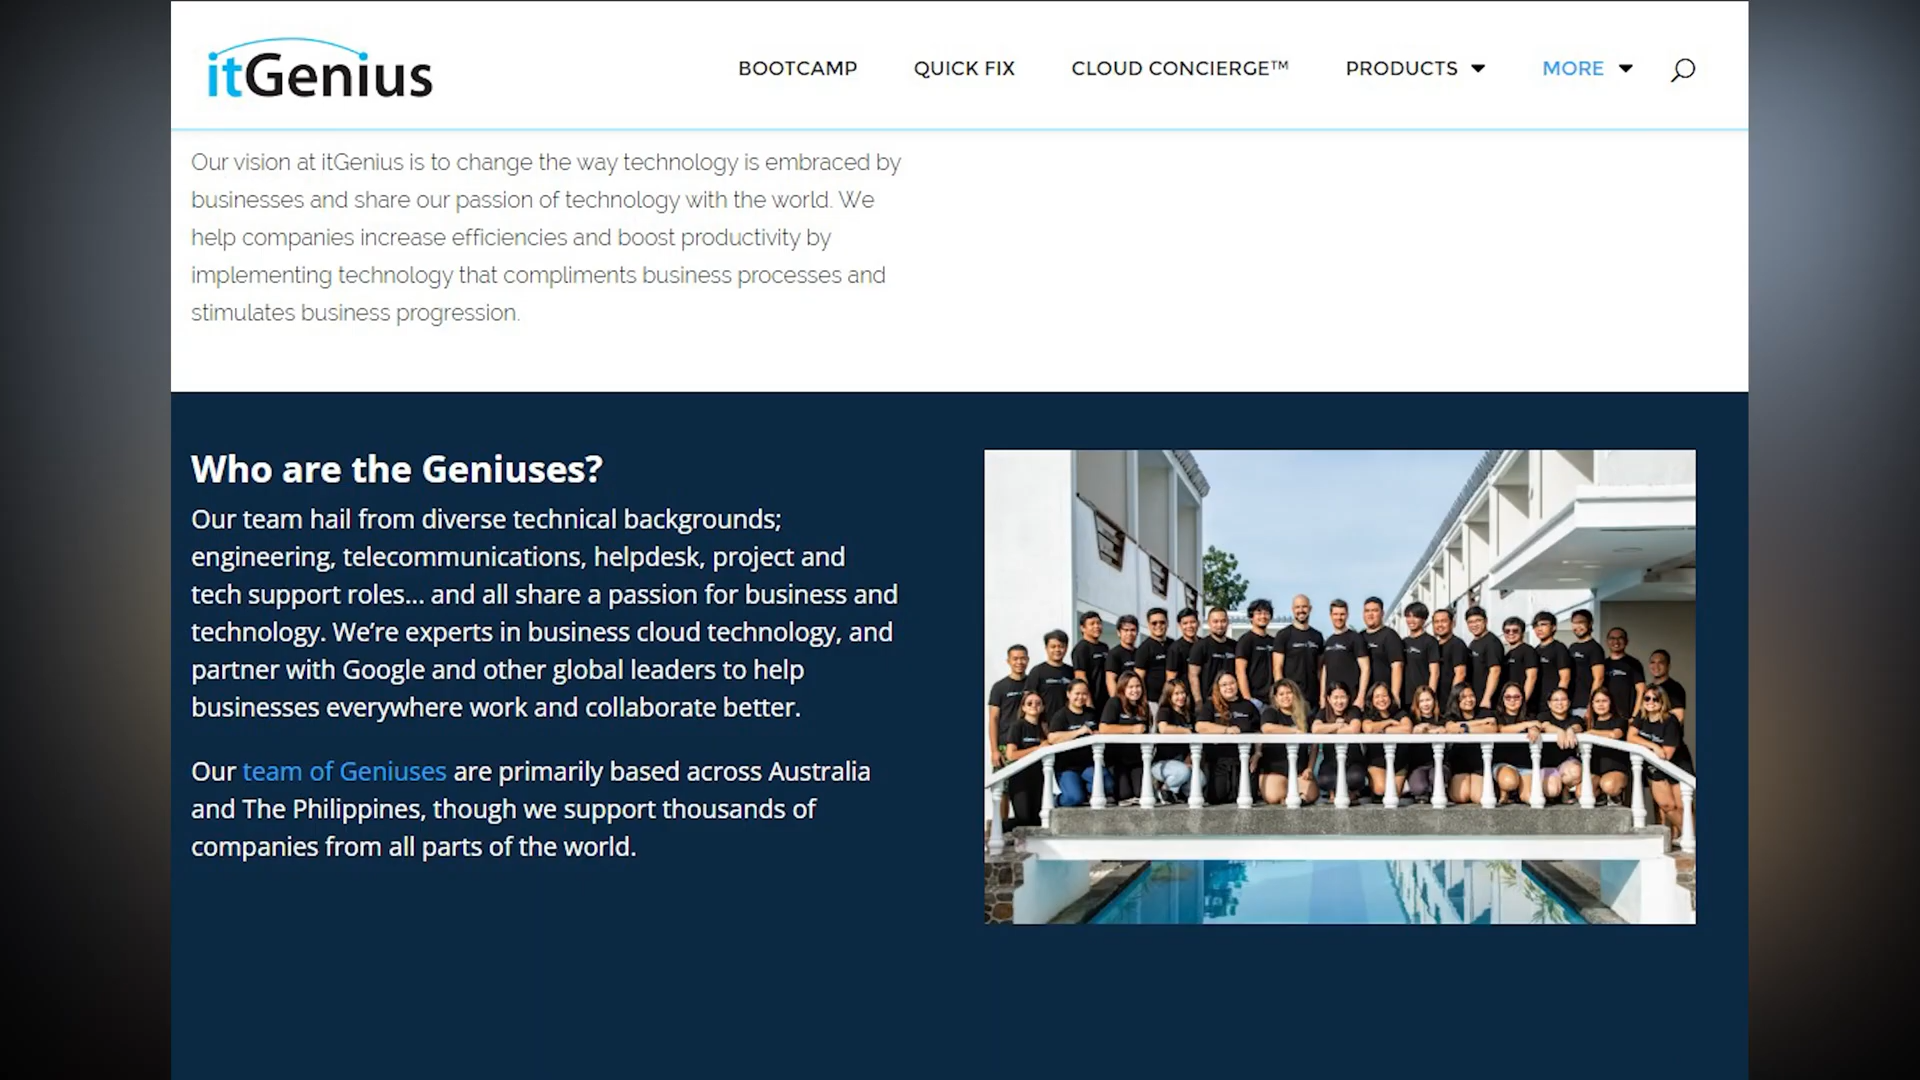 itGenius
BOOTCAMP
QUICK FIX
CLOUD CONCIERGE™
PRODUCTS
MORE
Our vision at itGenius is to change the way technology is embraced by
businesses and share our passion of technology with the world. We
help companies increase efficiencies and boost productivity by
implementing technology that compliments business processes and
stimulates business progression.
Who are the Geniuses?
Our team hail from diverse technical backgrounds;
engineering, telecommunications, helpdesk, project and
tech support roles... and all share a passion for business and
technology. We’re experts in business cloud technology, and
partner with Google and other global leaders to help
businesses everywhere work and collaborate better.
Our team of Geniuses are primarily based across Australia
and The Philippines, though we support thousands of
companies from all parts of the world.